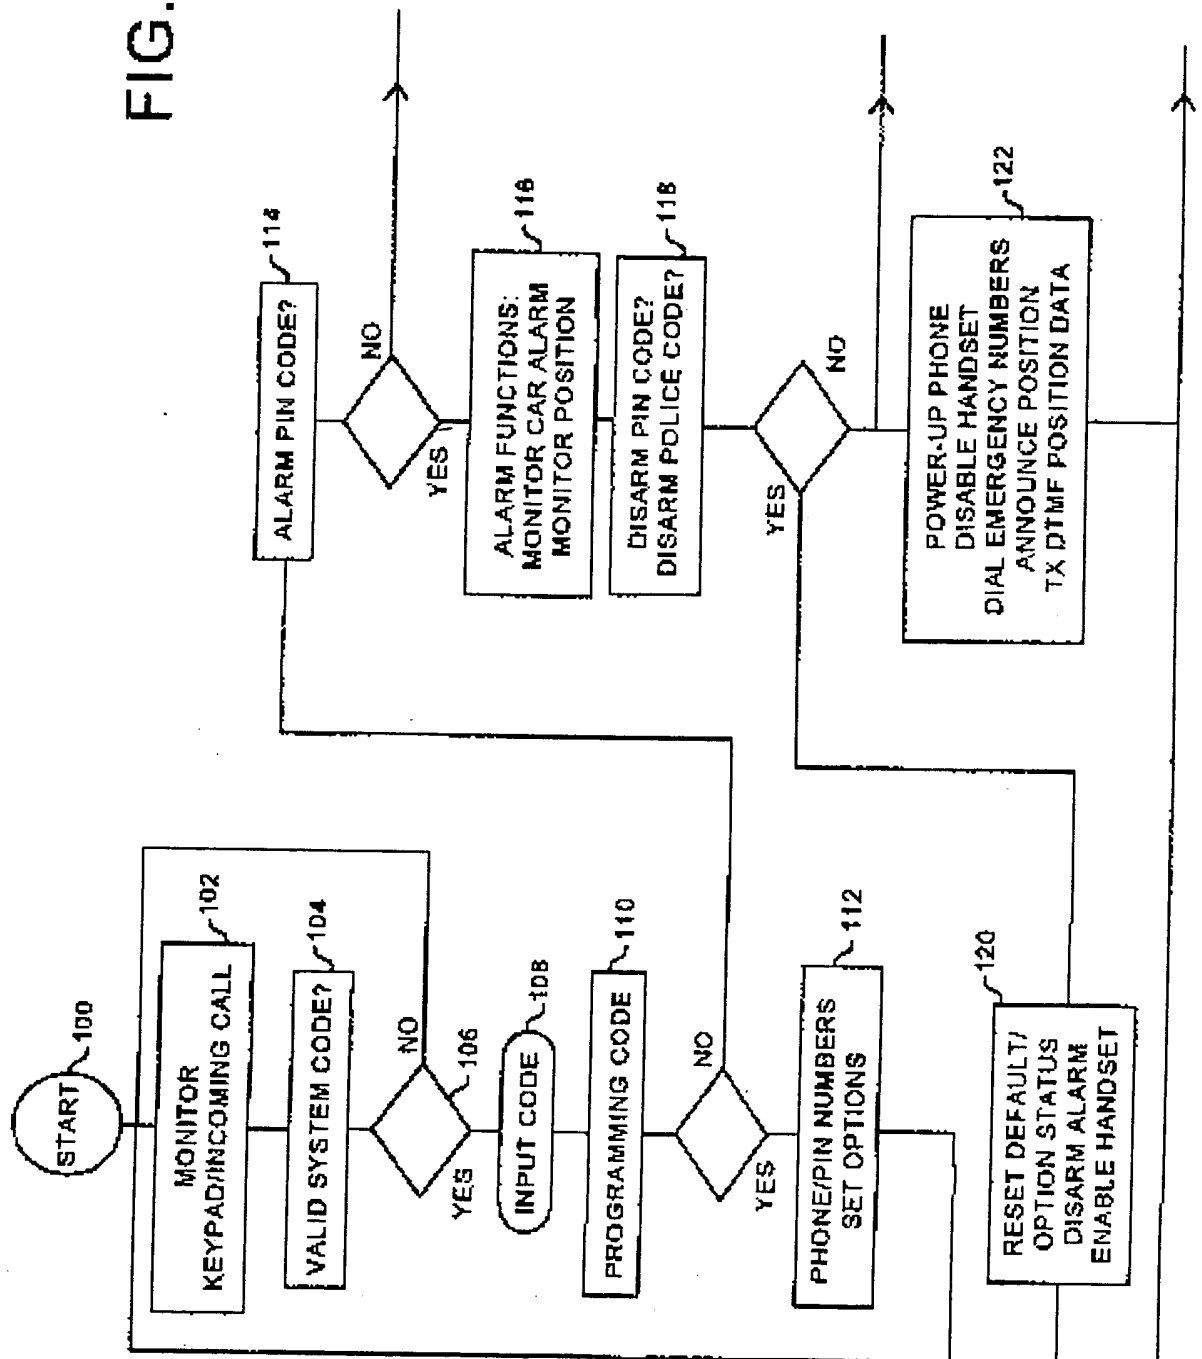 FIG.
START
100
MONITOR
KEYPAD/INCOMING CALL
102
VALID SYSTEM CODE?
104
NO
106
YES
INPUT CODE
108
PROGRAMMING CODE
110
NO
YES
PHONE/PIN NUMBERS
SET OPTIONS
112
ALARM PIN CODE?
114
NO
YES
ALARM FUNCTIONS:
MONITOR CAR ALARM
MONITOR POSITION
116
DISARM PIN CODE?
DISARM POLICE CODE?
118
YES
NO
RESET DEFAULT/
OPTION STATUS
DISARM ALARM
ENABLE HANDSET
120
POWER-UP PHONE
DISABLE HANDSET
DIAL EMERGENCY NUMBERS
ANNOUNCE POSITION
TX DTMF POSITION DATA
122